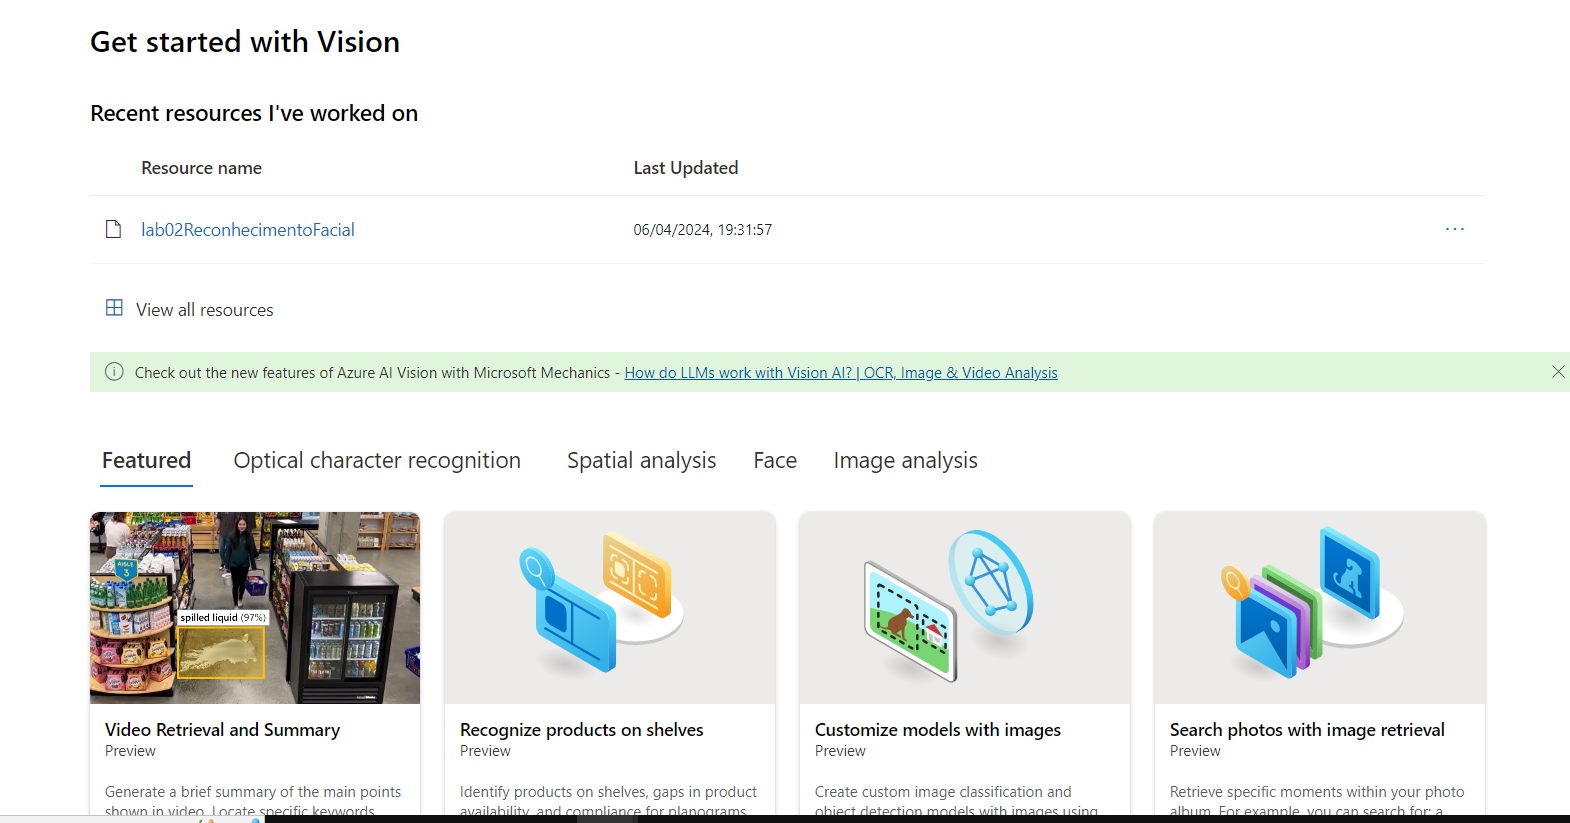 Get started with Vision
Recent resources I've worked on
Resource name
Last Updated
lab02ReconhecimentoFacial
06/04/2024, 19:31:57
View all resources
Check out the new features of Azure AI Vision with Microsoft Mechanics - How do LLMs work with Vision AI? | OCR, Image & Video Analysis
Featured
Optical character recognition
Spatial analysis
Face
Image analysis
AISLE
3
spilled liquid (97%)
Video Retrieval and Summary
Preview
Generate a brief summary of the main points
shown in video. Locate specific keywords
Recognize products on shelves
Preview
Identify products on shelves, gaps in product
availability, and compliance for planograms
Customize models with images
Preview
Create custom image classification and
object detection models with images using
Search photos with image retrieval
Preview
Retrieve specific moments within your photo
album. For example, you can search for: a